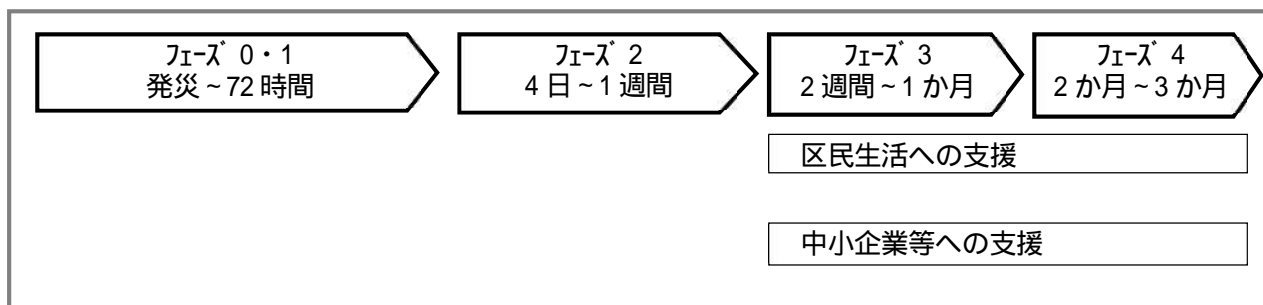 ﾌｪｰｽﾞ 0・1
発災~72時間
ﾌｪｰｽﾞ 2
4日~1週間
ﾌｪｰｽﾞ 3
2週間~1か月
ﾌｪｰｽﾞ 4
2か月~3か月
区民生活への支援
中小企業等への支援